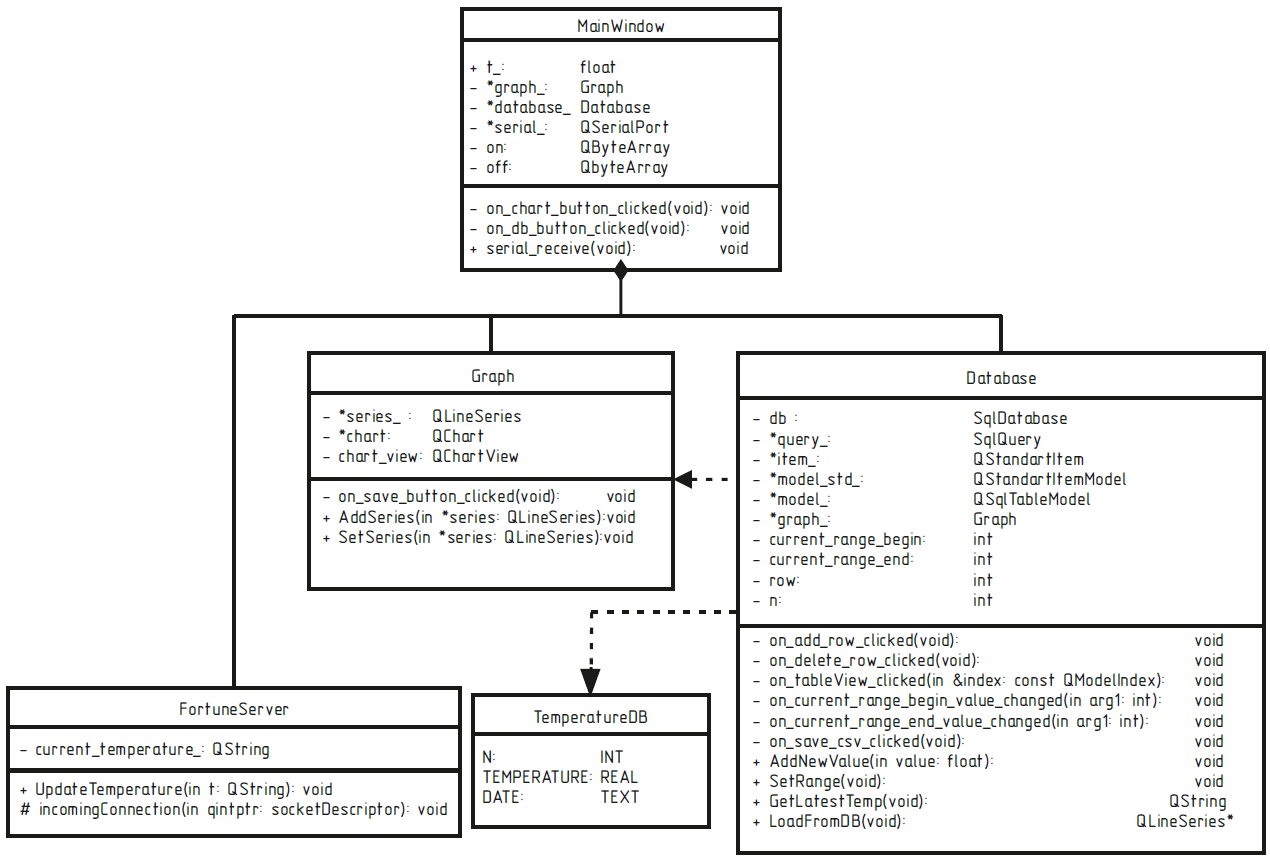 MainWindow
+ t_: float
- *graph_: Graph
- *database_ Database
- *serial_: QSerialPort
- on: QByteArray
- off: QbyteArray
- on_chart_button_clicked(void): void
- on_db_button_clicked(void): void
+ serial_receive(void): void
Graph
- *series_ : QLineSeries
- *chart: QChart
- chart_view: QChartView
- on_save_button_clicked(void): void
+ AddSeries(in *series: QLineSeries):void
+ SetSeries(in *series: QLineSeries):void
Database
- db : SqlDatabase
- *query_: SqlQuery
- *item_: QStandartItem
- *model_std_: QStandartItemModel
- *model_: QSqlTableModel
- *graph_: Graph
- current_range_begin: int
- current_range_end: int
- row: int
- n: int
- on_add_row_clicked(void): void
- on_delete_row_clicked(void): void
- on_tableView_clicked(in &index: const QModelIndex): void
- on_current_range_begin_value_changed(in arg1: int): void
- on_current_range_end_value_changed(in arg1: int): void
- on_save_csv_clicked(void): void
+ AddNewValue(in value: float): void
+ SetRange(void): void
+ GetLatestTemp(void): QString
+ LoadFromDB(void): QLineSeries*
FortuneServer
- current_temperature_: QString
+ UpdateTemperature(in t: QString): void
# incomingConnection(in qintptr: socketDescriptor): void
TemperatureDB
N: INT
TEMPERATURE: REAL
DATE: TEXT